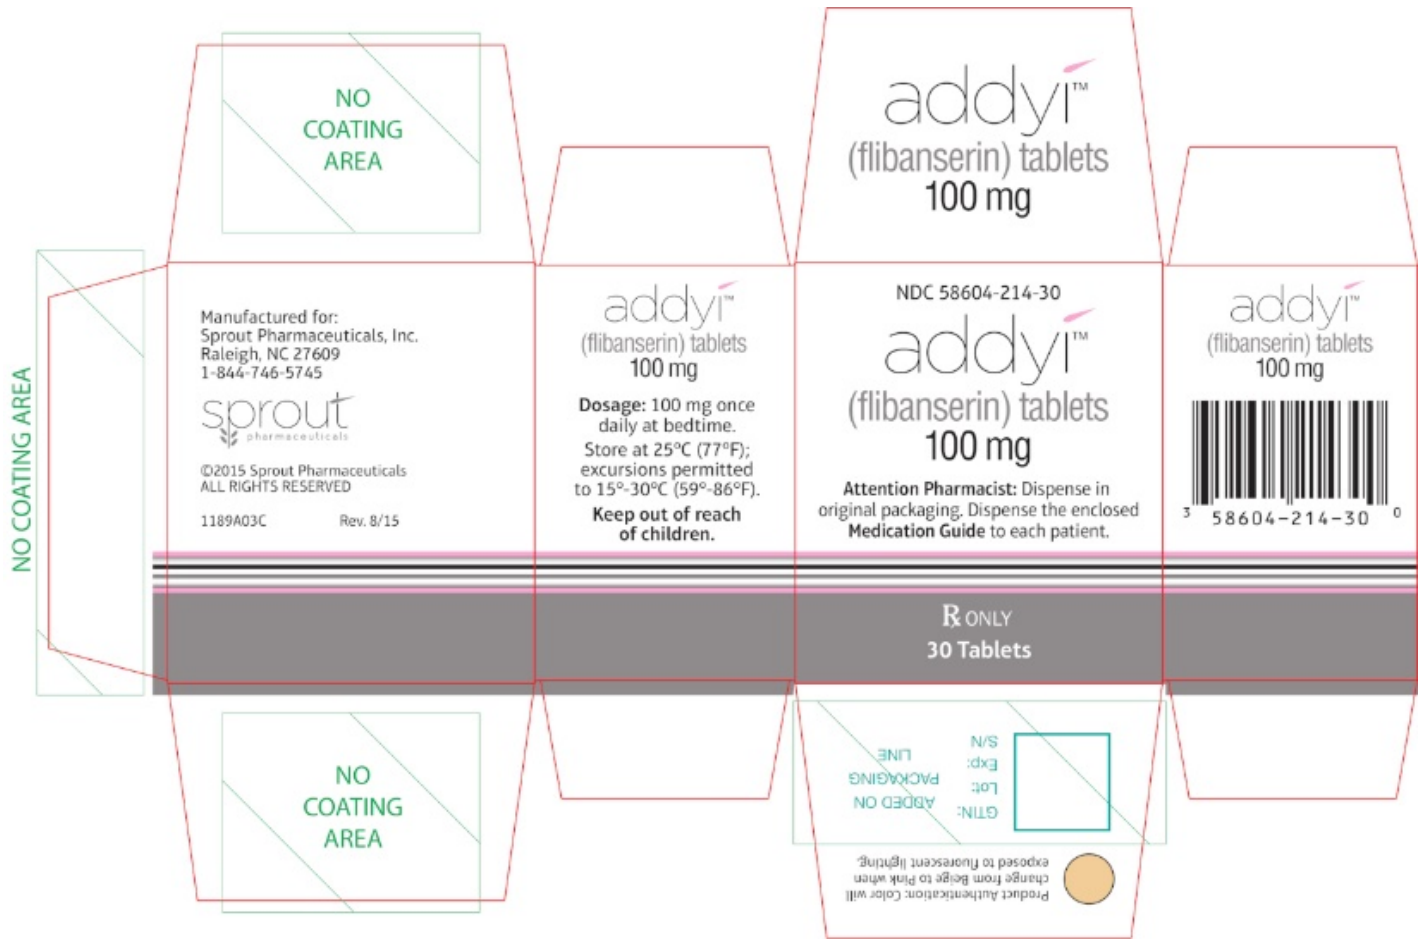 NO
COATING
AREA
addyi™
(flibanserin) tablets
100 mg
NO COATING AREA
Manufactured for:
Sprout Pharmaceuticals, Inc.
Raleigh, NC 27609
1-844-746-5745
sprout
pharmaceuticals
©2015 Sprout Pharmaceuticals
ALL RIGHTS RESERVED
1189A03C Rev. 8/15
addyi™
(flibanserin) tablets
100 mg
Dosage: 100 mg once
daily at bedtime.
Store at 25°C (77°F);
excursions permitted
to 15°-30°C (59°-86°F).
Keep out of reach
of children.
NDC 58604-214-30
addyi™
(flibanserin) tablets
100 mg
Attention Pharmacist: Dispense in
original packaging. Dispense the enclosed
Medication Guide to each patient.
℞ ONLY
30 Tablets
addyi™
(flibanserin) tablets
100 mg
3 58604-214-30 0
NO
COATING
AREA
GTIN:
Lot:
Exp:
S/N
ADDED ON
PACKAGING
LINE
Product Authentication: Color will
change from Beige to Pink when
exposed to fluorescent lighting.